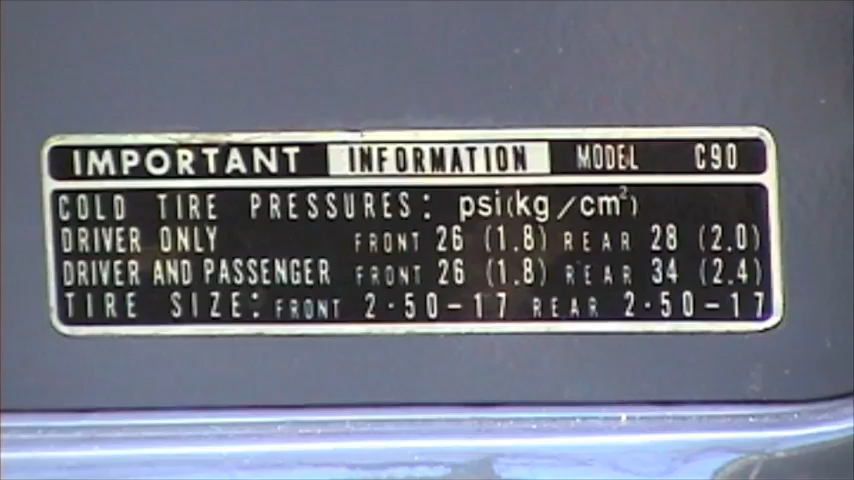 IMPORTANT INFORMATION MODEL C90
COLD TIRE PRESSURES: psi(kg/cm²)
DRIVER ONLY FRONT 26 (1.8) REAR 28 (2.0)
DRIVER AND PASSENGER FRONT 26 (1.8) REAR 34 (2.4)
TIRE SIZE: FRONT 2·50-17 REAR 2·50-17